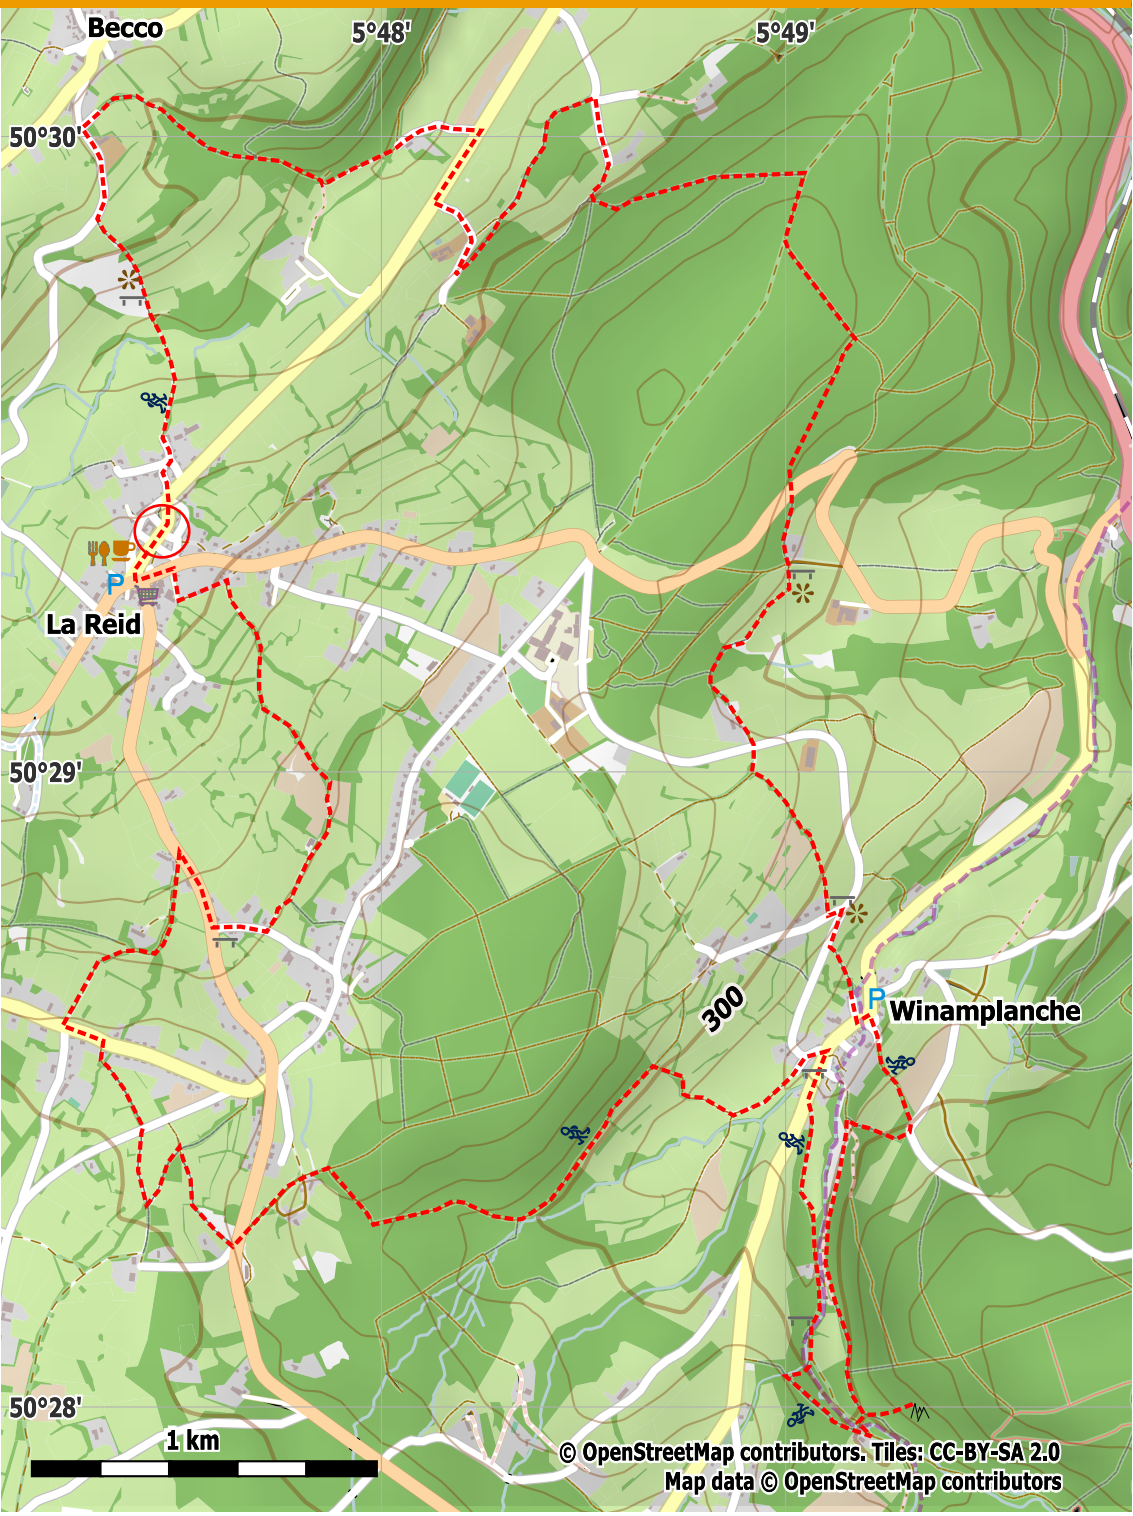 Becco
5°48'
5°49'
50°30'
P
La Reid
50°29'
300
P
Winamplanche
50°28'
1 km
© OpenStreetMap contributors. Tiles: CC-BY-SA 2.0
Map data © OpenStreetMap contributors